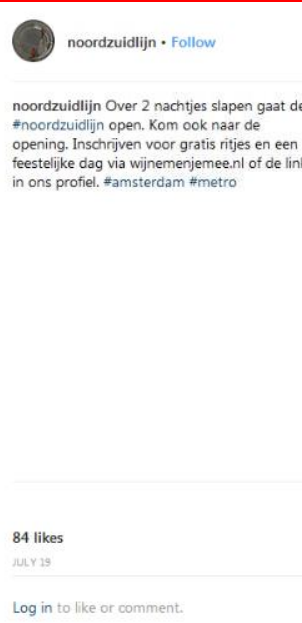 noordzuidlijn • Follow
noordzuidlijn Over 2 nachtjes slapen gaat de
#noordzuidlijn open. Kom ook naar de
opening. Inschrijven voor gratis ritjes en een
feestelijke dag via wijnemenjemee.nl of de link
in ons profiel. #amsterdam #metro
84 likes
JULY 19
Log in to like or comment.